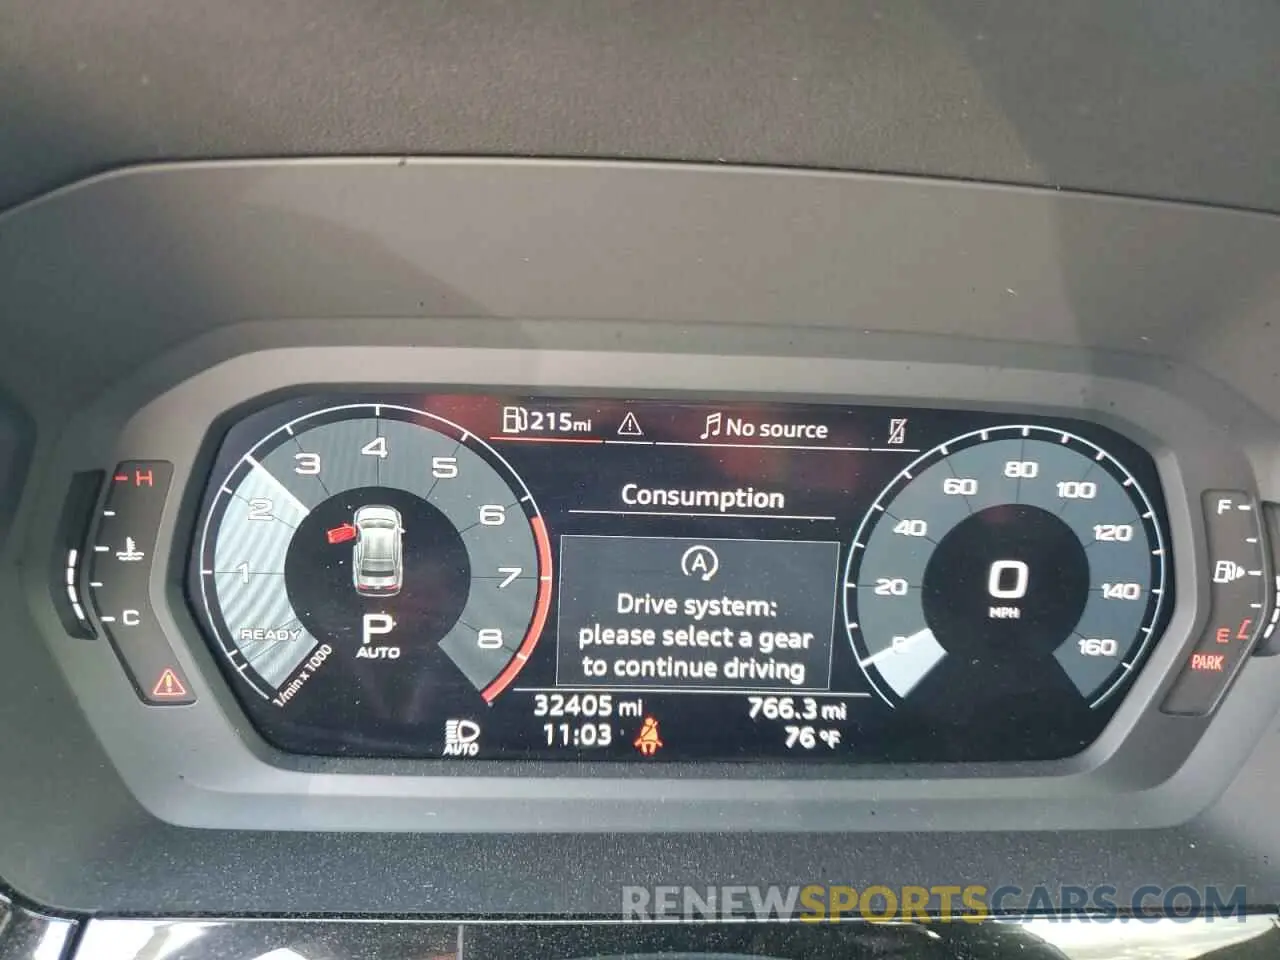 215mi
No source
Consumption
A
Drive system:
please select a gear
to continue driving
32405 mi
766.3 mi
11:03
76 °F
AUTO
READY
1
2
3
4
5
6
7
8
1/min x 1000
P
AUTO
0
20
40
60
80
100
120
140
160
0
MPH
H
C
F
E
PARK
RENEWSPORTSCARS.COM